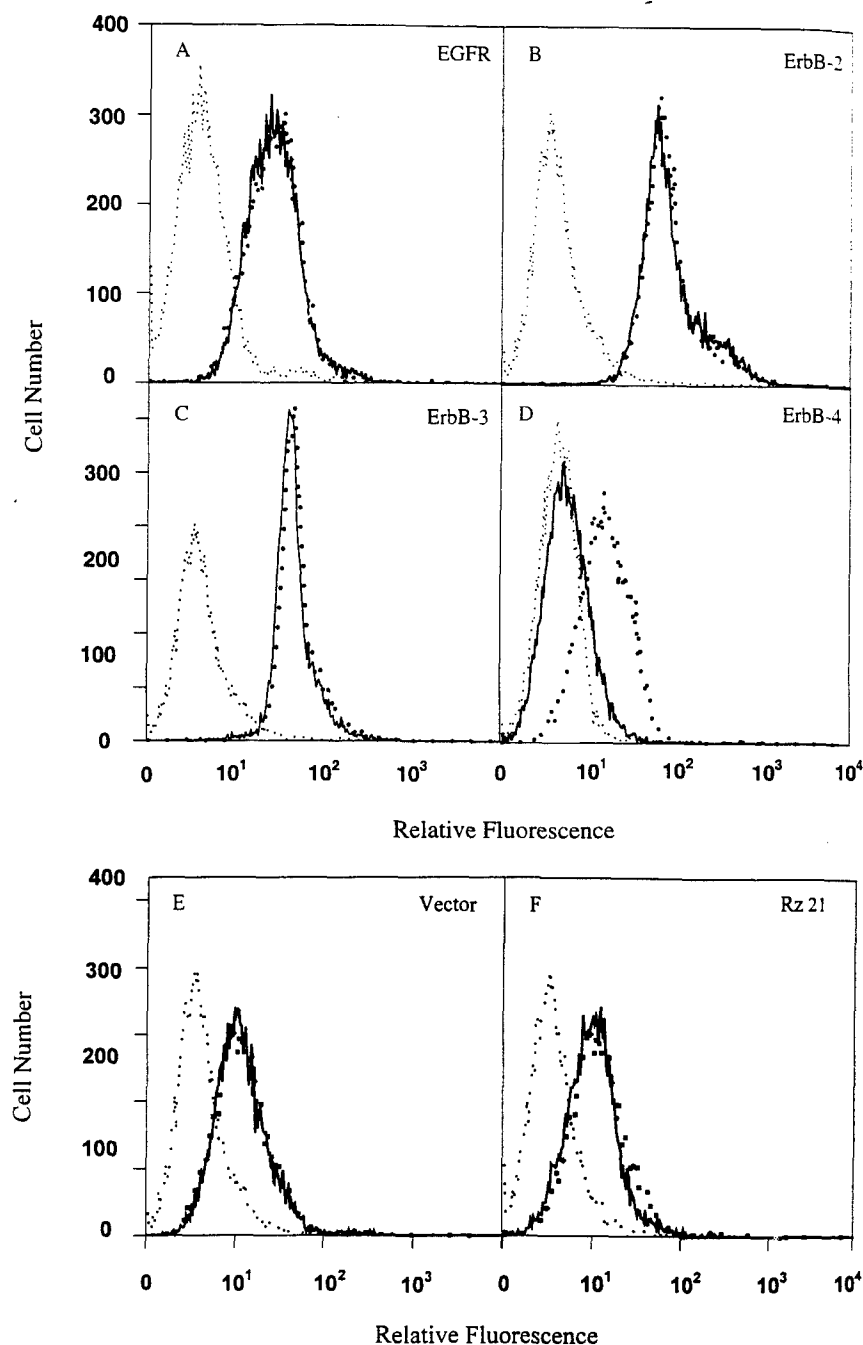 400
A
EGFR
B
ErbB-2
300
200
100
0
C
ErbB-3
D
ErbB-4
300
200
100
0
Cell Number
0 10¹ 10² 10³ 0 10¹ 10² 10³ 10⁴
Relative Fluorescence
400
E
Vector
F
Rz 21
300
200
100
0
Cell Number
0 10¹ 10² 10³ 0 10¹ 10² 10³ 10⁴
Relative Fluorescence